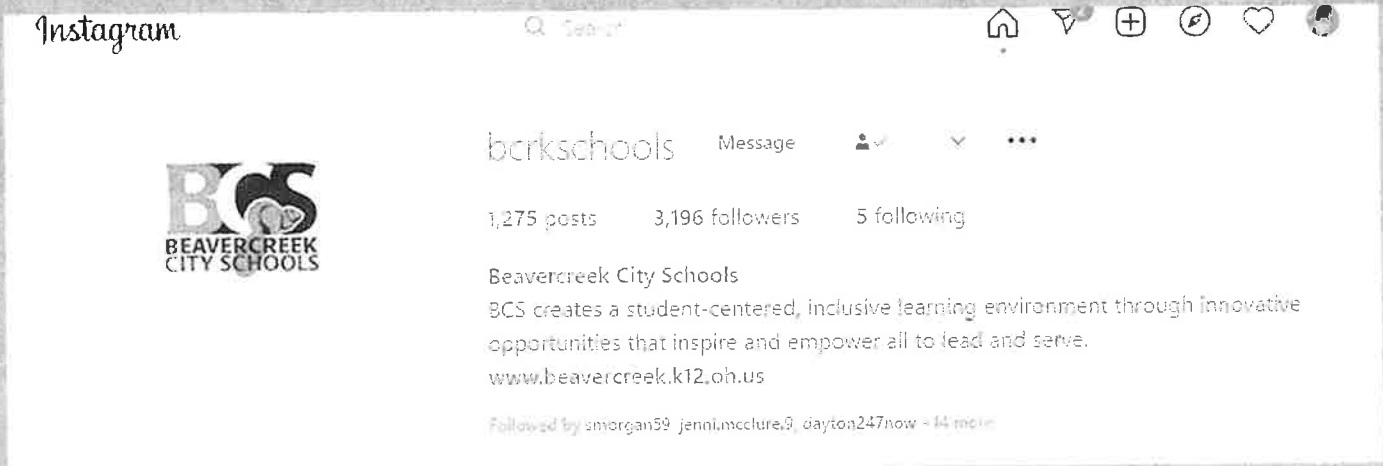 Instagram
Search
bcrkschools Message
1,275 posts 3,196 followers 5 following
BCS
BEAVERCREEK
CITY SCHOOLS
Beavercreek City Schools
BCS creates a student-centered, inclusive learning environment through innovative
opportunities that inspire and empower all to lead and serve.
www.beavercreek.k12.oh.us
Followed by smorgan59, jenni.mcclure.9, dayton247now + 14 more